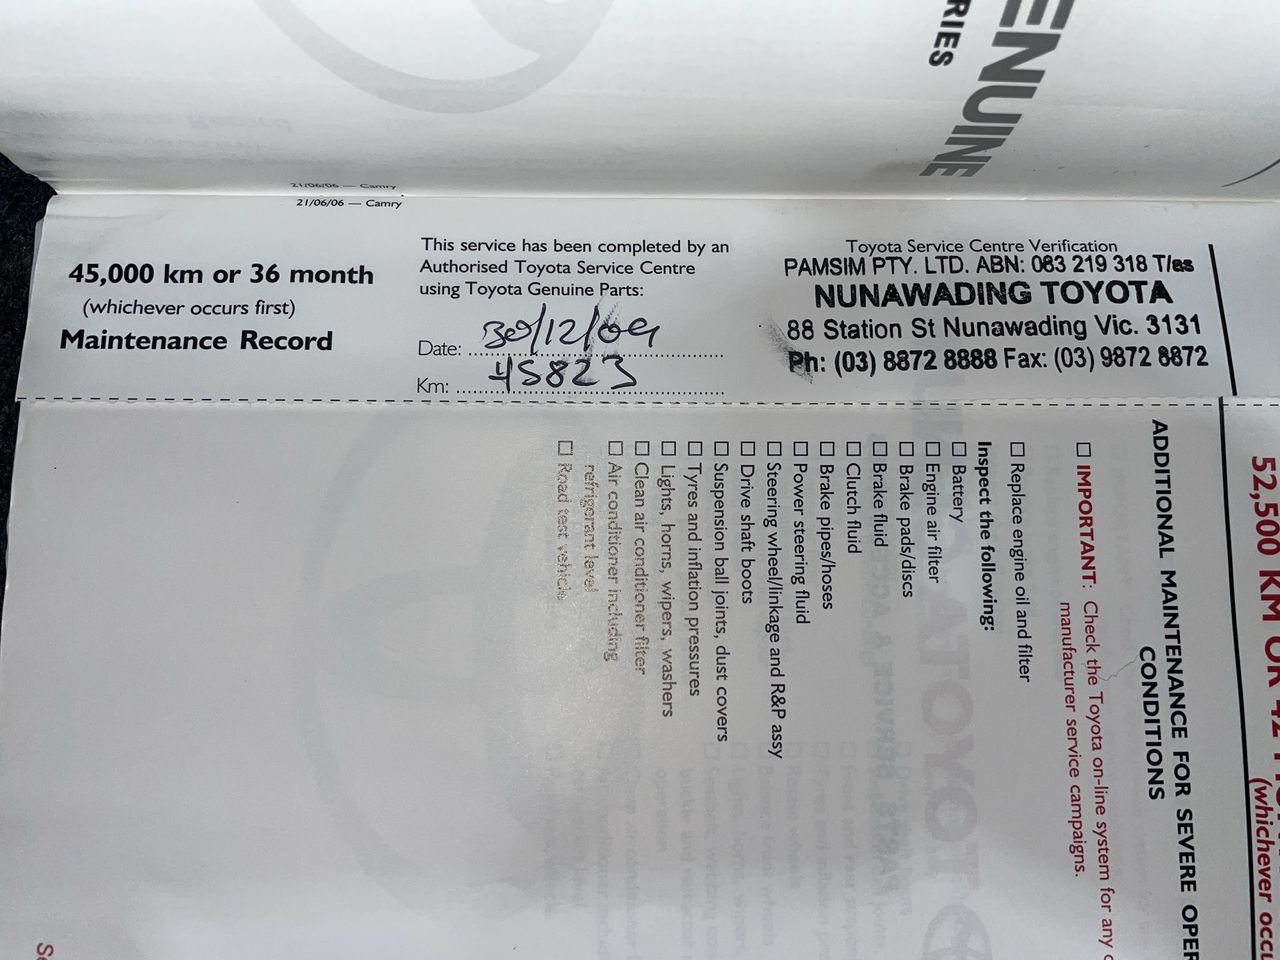 ENUINE
RIES
21/06/06 — Camry
21/06/06 — Camry
45,000 km or 36 month
(whichever occurs first)
Maintenance Record
This service has been completed by an
Authorised Toyota Service Centre
using Toyota Genuine Parts:
Date: 30/12/09
Km: 45823
Toyota Service Centre Verification
PAMSIM PTY. LTD. ABN: 083 219 318 T/as
NUNAWADING TOYOTA
88 Station St Nunawading Vic. 3131
Ph: (03) 8872 8888 Fax: (03) 9872 8872
52,500 KM OR 42
(whichever occu
ADDITIONAL MAINTENANCE FOR SEVERE OPER
CONDITIONS
☐ IMPORTANT: Check the Toyota on-line system for any
manufacturer service campaigns.
☐ Replace engine oil and filter
Inspect the following:
☐ Battery
☐ Engine air filter
☐ Brake pads/discs
☐ Brake fluid
☐ Clutch fluid
☐ Brake pipes/hoses
☐ Power steering fluid
☐ Steering wheel/linkage and R&P assy
☐ Drive shaft boots
☐ Suspension ball joints, dust covers
☐ Tyres and inflation pressures
☐ Lights, horns, wipers, washers
☐ Clean air conditioner filter
☐ Air conditioner including
refrigerant level
☐ Road test vehicle